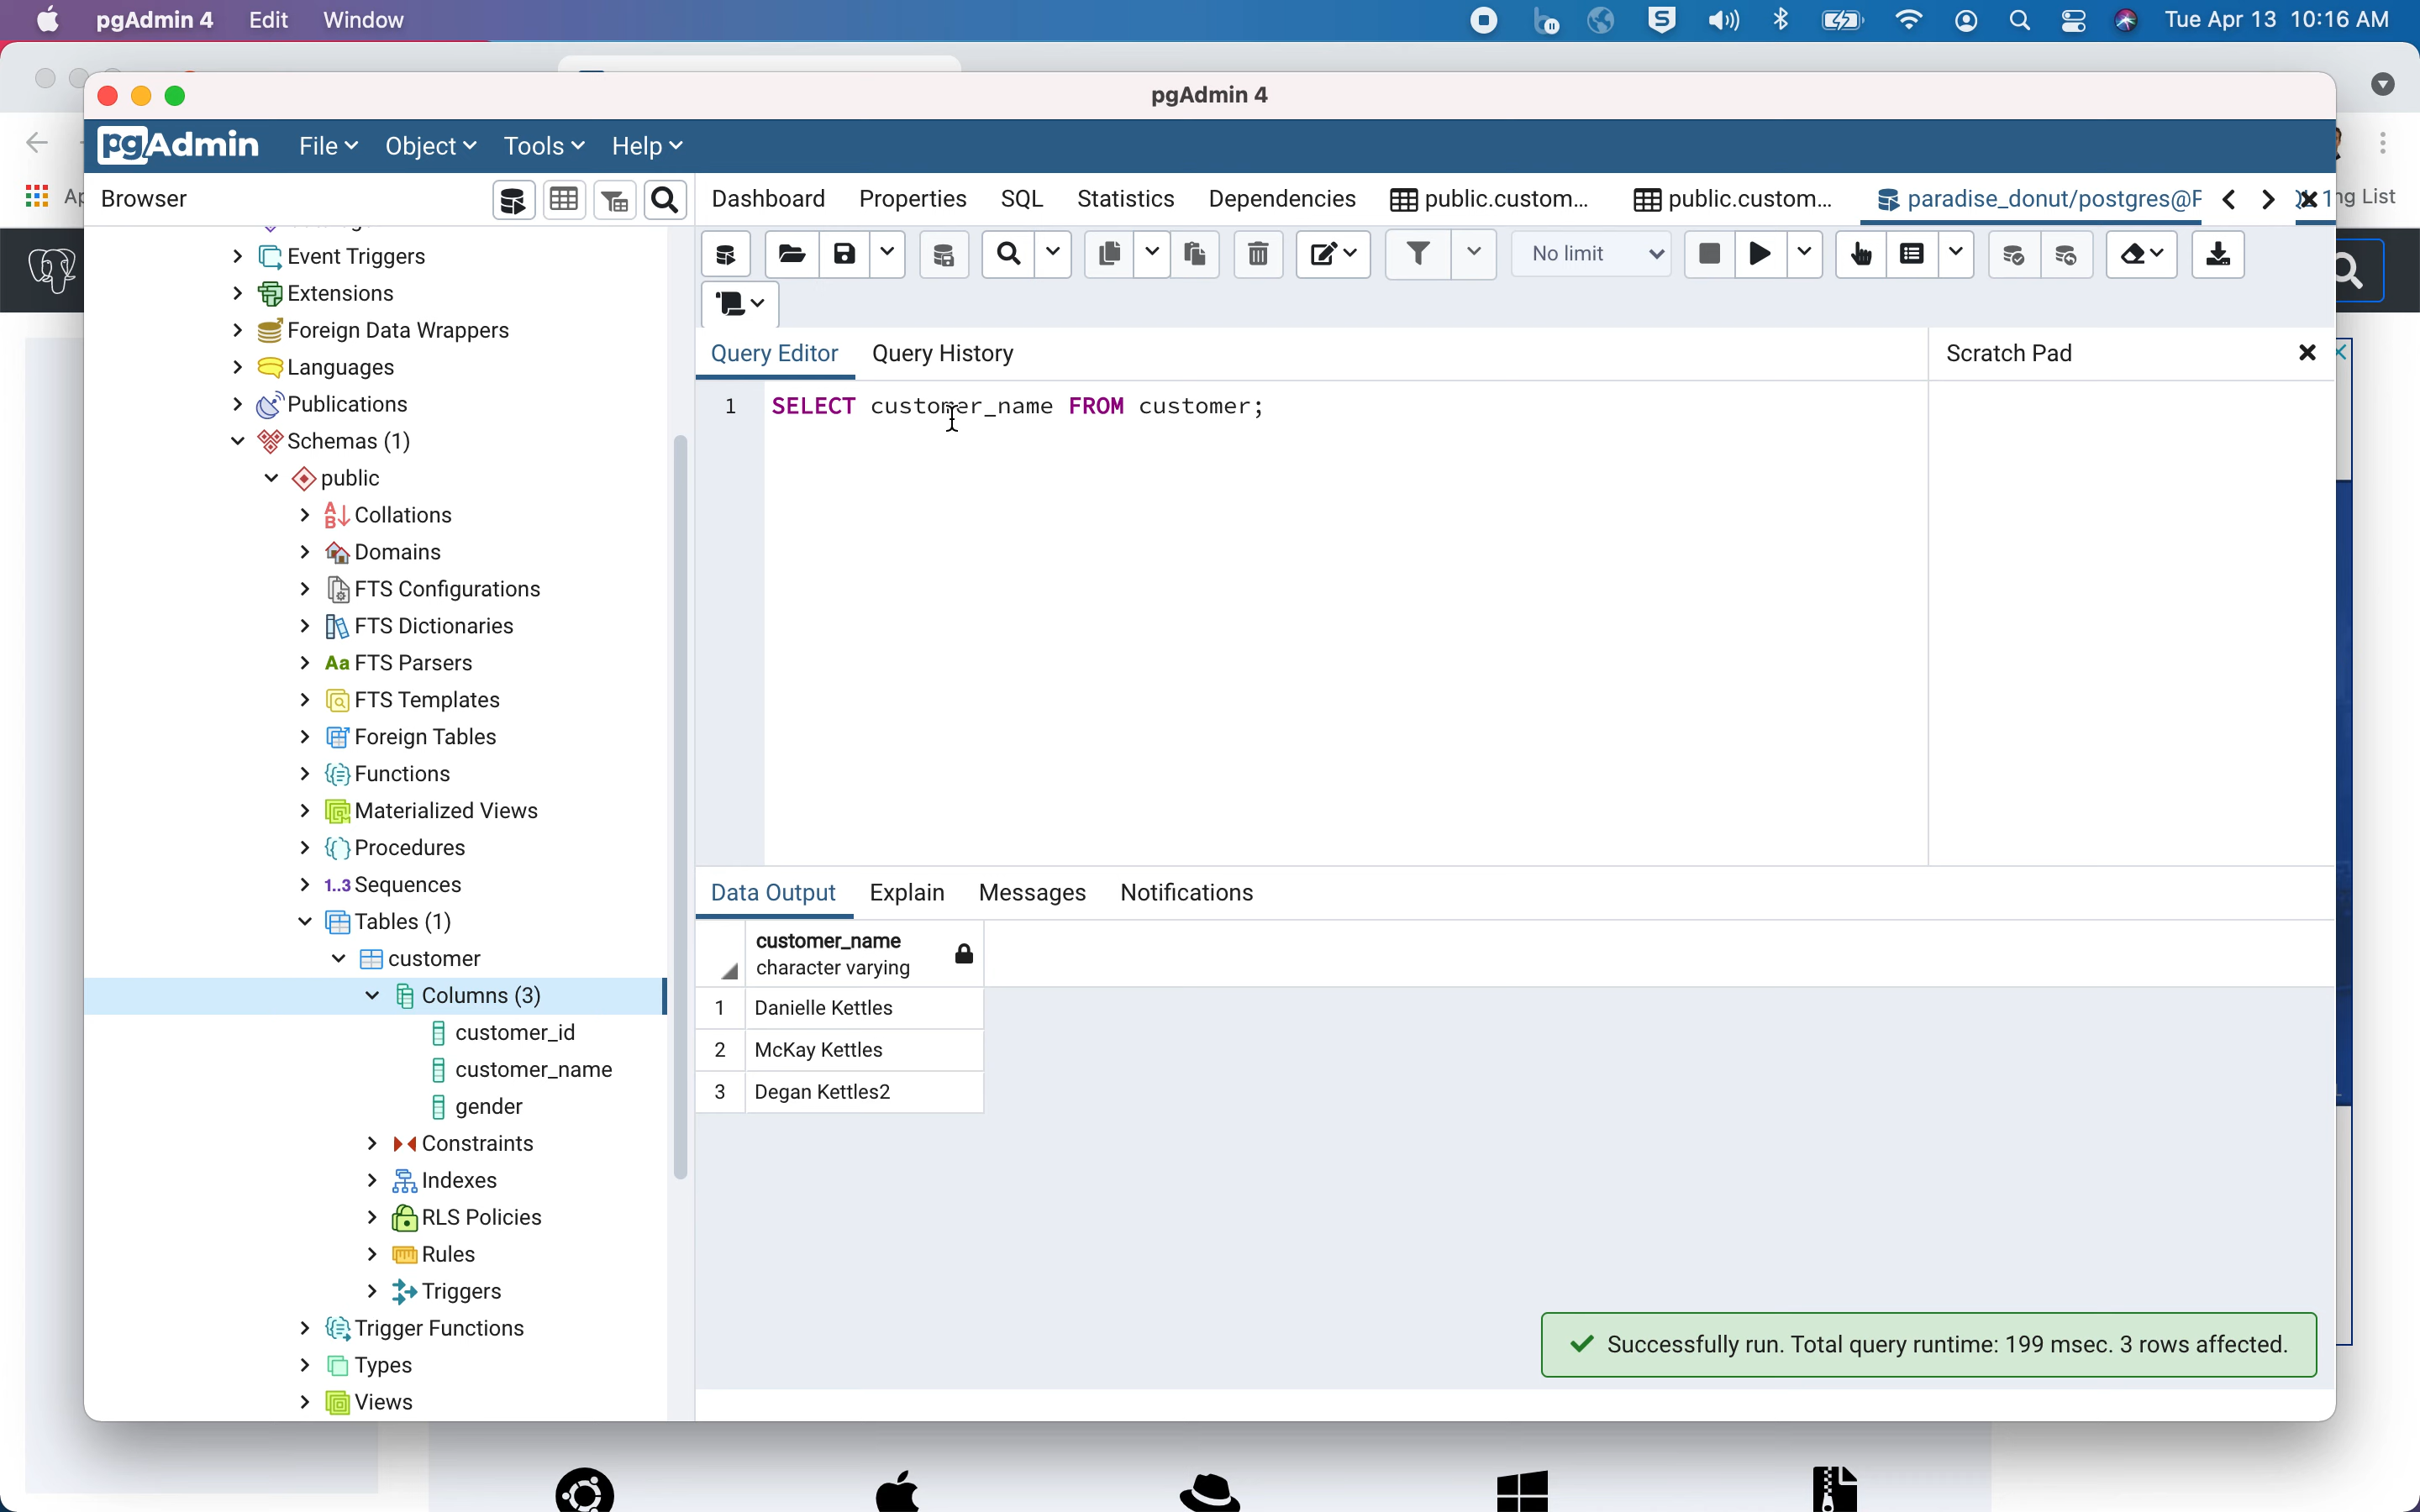 pgAdmin 4 Edit Window Tue Apr 13 10:16 AM
pgAdmin 4
pgAdmin File Object Tools Help
Browser
Dashboard Properties SQL Statistics Dependencies public.custom... public.custom... paradise_donut/postgres@P
ng List
No limit
Query Editor Query History Scratch Pad
1 SELECT customer_name FROM customer;
Event Triggers
Extensions
Foreign Data Wrappers
Languages
Publications
Schemas (1)
public
Collations
Domains
FTS Configurations
FTS Dictionaries
Aa FTS Parsers
FTS Templates
Foreign Tables
Functions
Materialized Views
Procedures
1..3 Sequences
Tables (1)
customer
Columns (3)
customer_id
customer_name
gender
Constraints
Indexes
RLS Policies
Rules
Triggers
Trigger Functions
Types
Views
Data Output Explain Messages Notifications
customer_name
character varying
1 Danielle Kettles
2 McKay Kettles
3 Degan Kettles2
Successfully run. Total query runtime: 199 msec. 3 rows affected.